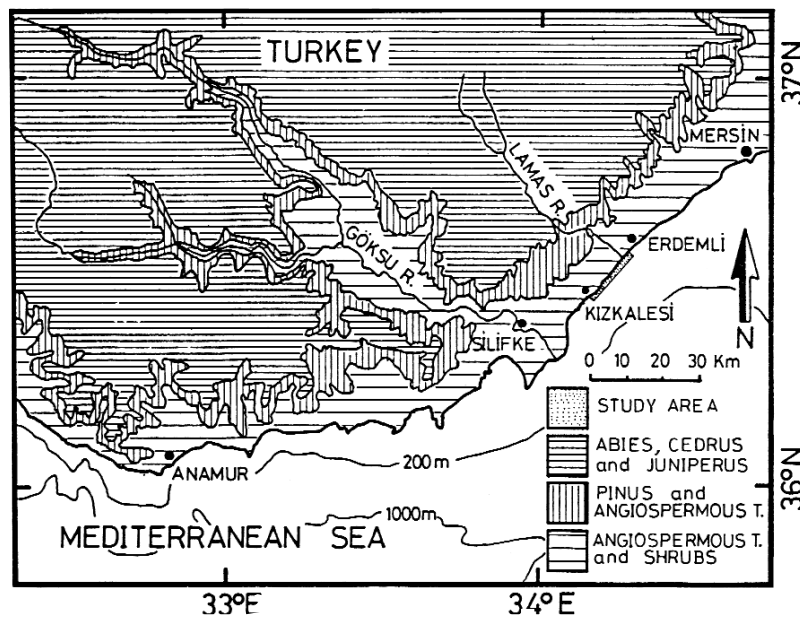 TURKEY
37°N
MERSİN
LAMAS R.
GÖKSU R.
ERDEMLİ
KIZKALESİ
SİLİFKE
N
0 10 20 30 Km
STUDY AREA
ABIES, CEDRUS
and JUNIPERUS
PINUS and
ANGIOSPERMOUS T.
ANGIOSPERMOUS T.
and SHRUBS
ANAMUR
200m
36°N
1000m
MEDITERRANEAN SEA
33°E
34°E